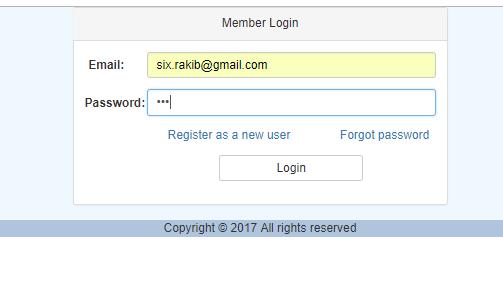 Member Login
Email: six.rakib@gmail.com
Password: •••
Register as a new user Forgot password
Login
Copyright © 2017 All rights reserved